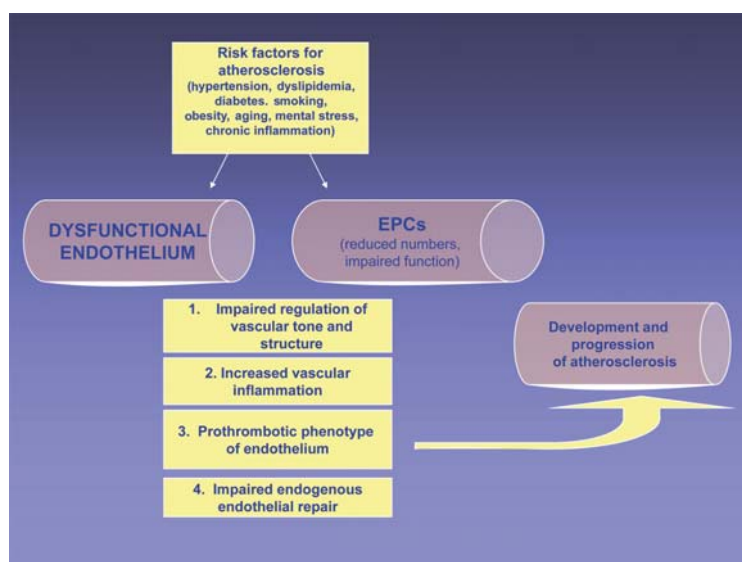 Risk factors for
atherosclerosis
(hypertension, dyslipidemia,
diabetes. smoking,
obesity, aging, mental stress,
chronic inflammation)
DYSFUNCTIONAL
ENDOTHELIUM
EPCs
(reduced numbers,
impaired function)
1. Impaired regulation of
vascular tone and
structure
2. Increased vascular
inflammation
3. Prothrombotic phenotype
of endothelium
4. Impaired endogenous
endothelial repair
Development and
progression
of atherosclerosis